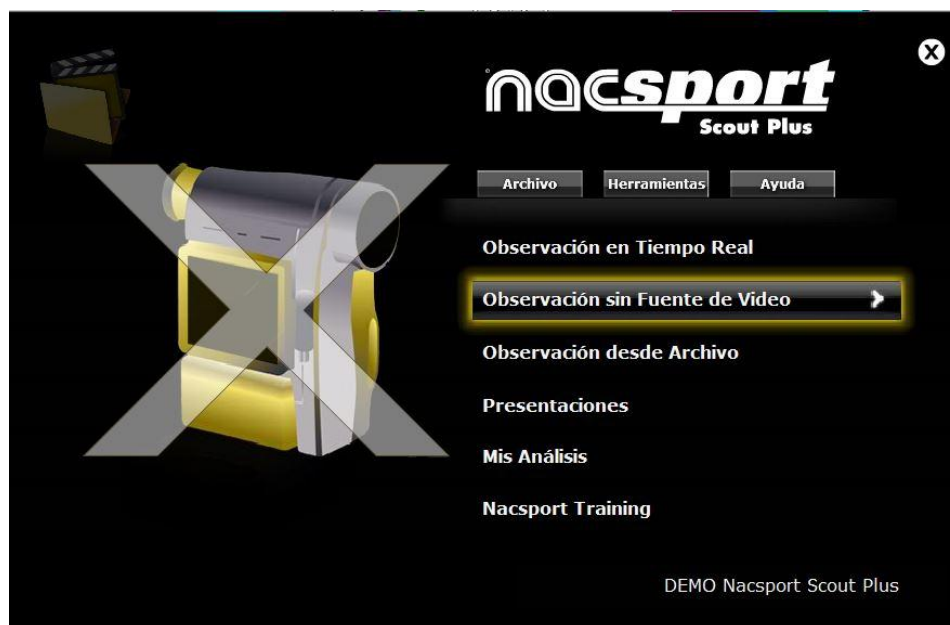 nacsport
Scout Plus
Archivo Herramientas Ayuda
Observación en Tiempo Real
Observación sin Fuente de Video
Observación desde Archivo
Presentaciones
Mis Análisis
Nacsport Training
DEMO Nacsport Scout Plus